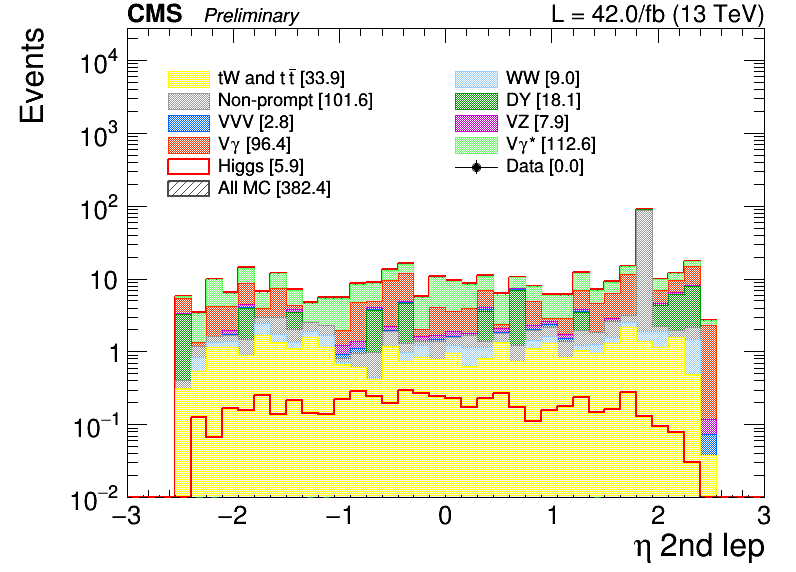 CMS Preliminary L = 42.0/fb (13 TeV)
Events
10⁴
10³
10²
10
1
10⁻¹
10⁻²
tW and t t̄ [33.9]
Non-prompt [101.6]
VVV [2.8]
Vγ [96.4]
Higgs [5.9]
All MC [382.4]
WW [9.0]
DY [18.1]
VZ [7.9]
Vγ* [112.6]
Data [0.0]
−3 −2 −1 0 1 2 3
η 2nd lep